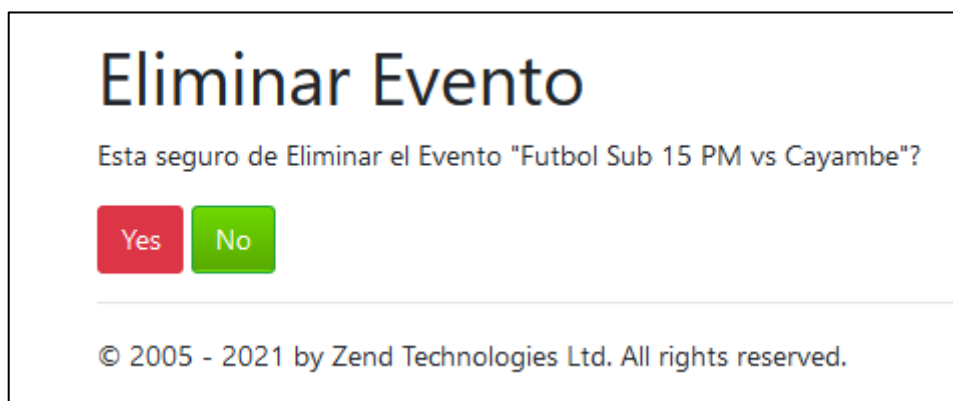 Eliminar Evento
Esta seguro de Eliminar el Evento "Futbol Sub 15 PM vs Cayambe"?
Yes No
© 2005 - 2021 by Zend Technologies Ltd. All rights reserved.